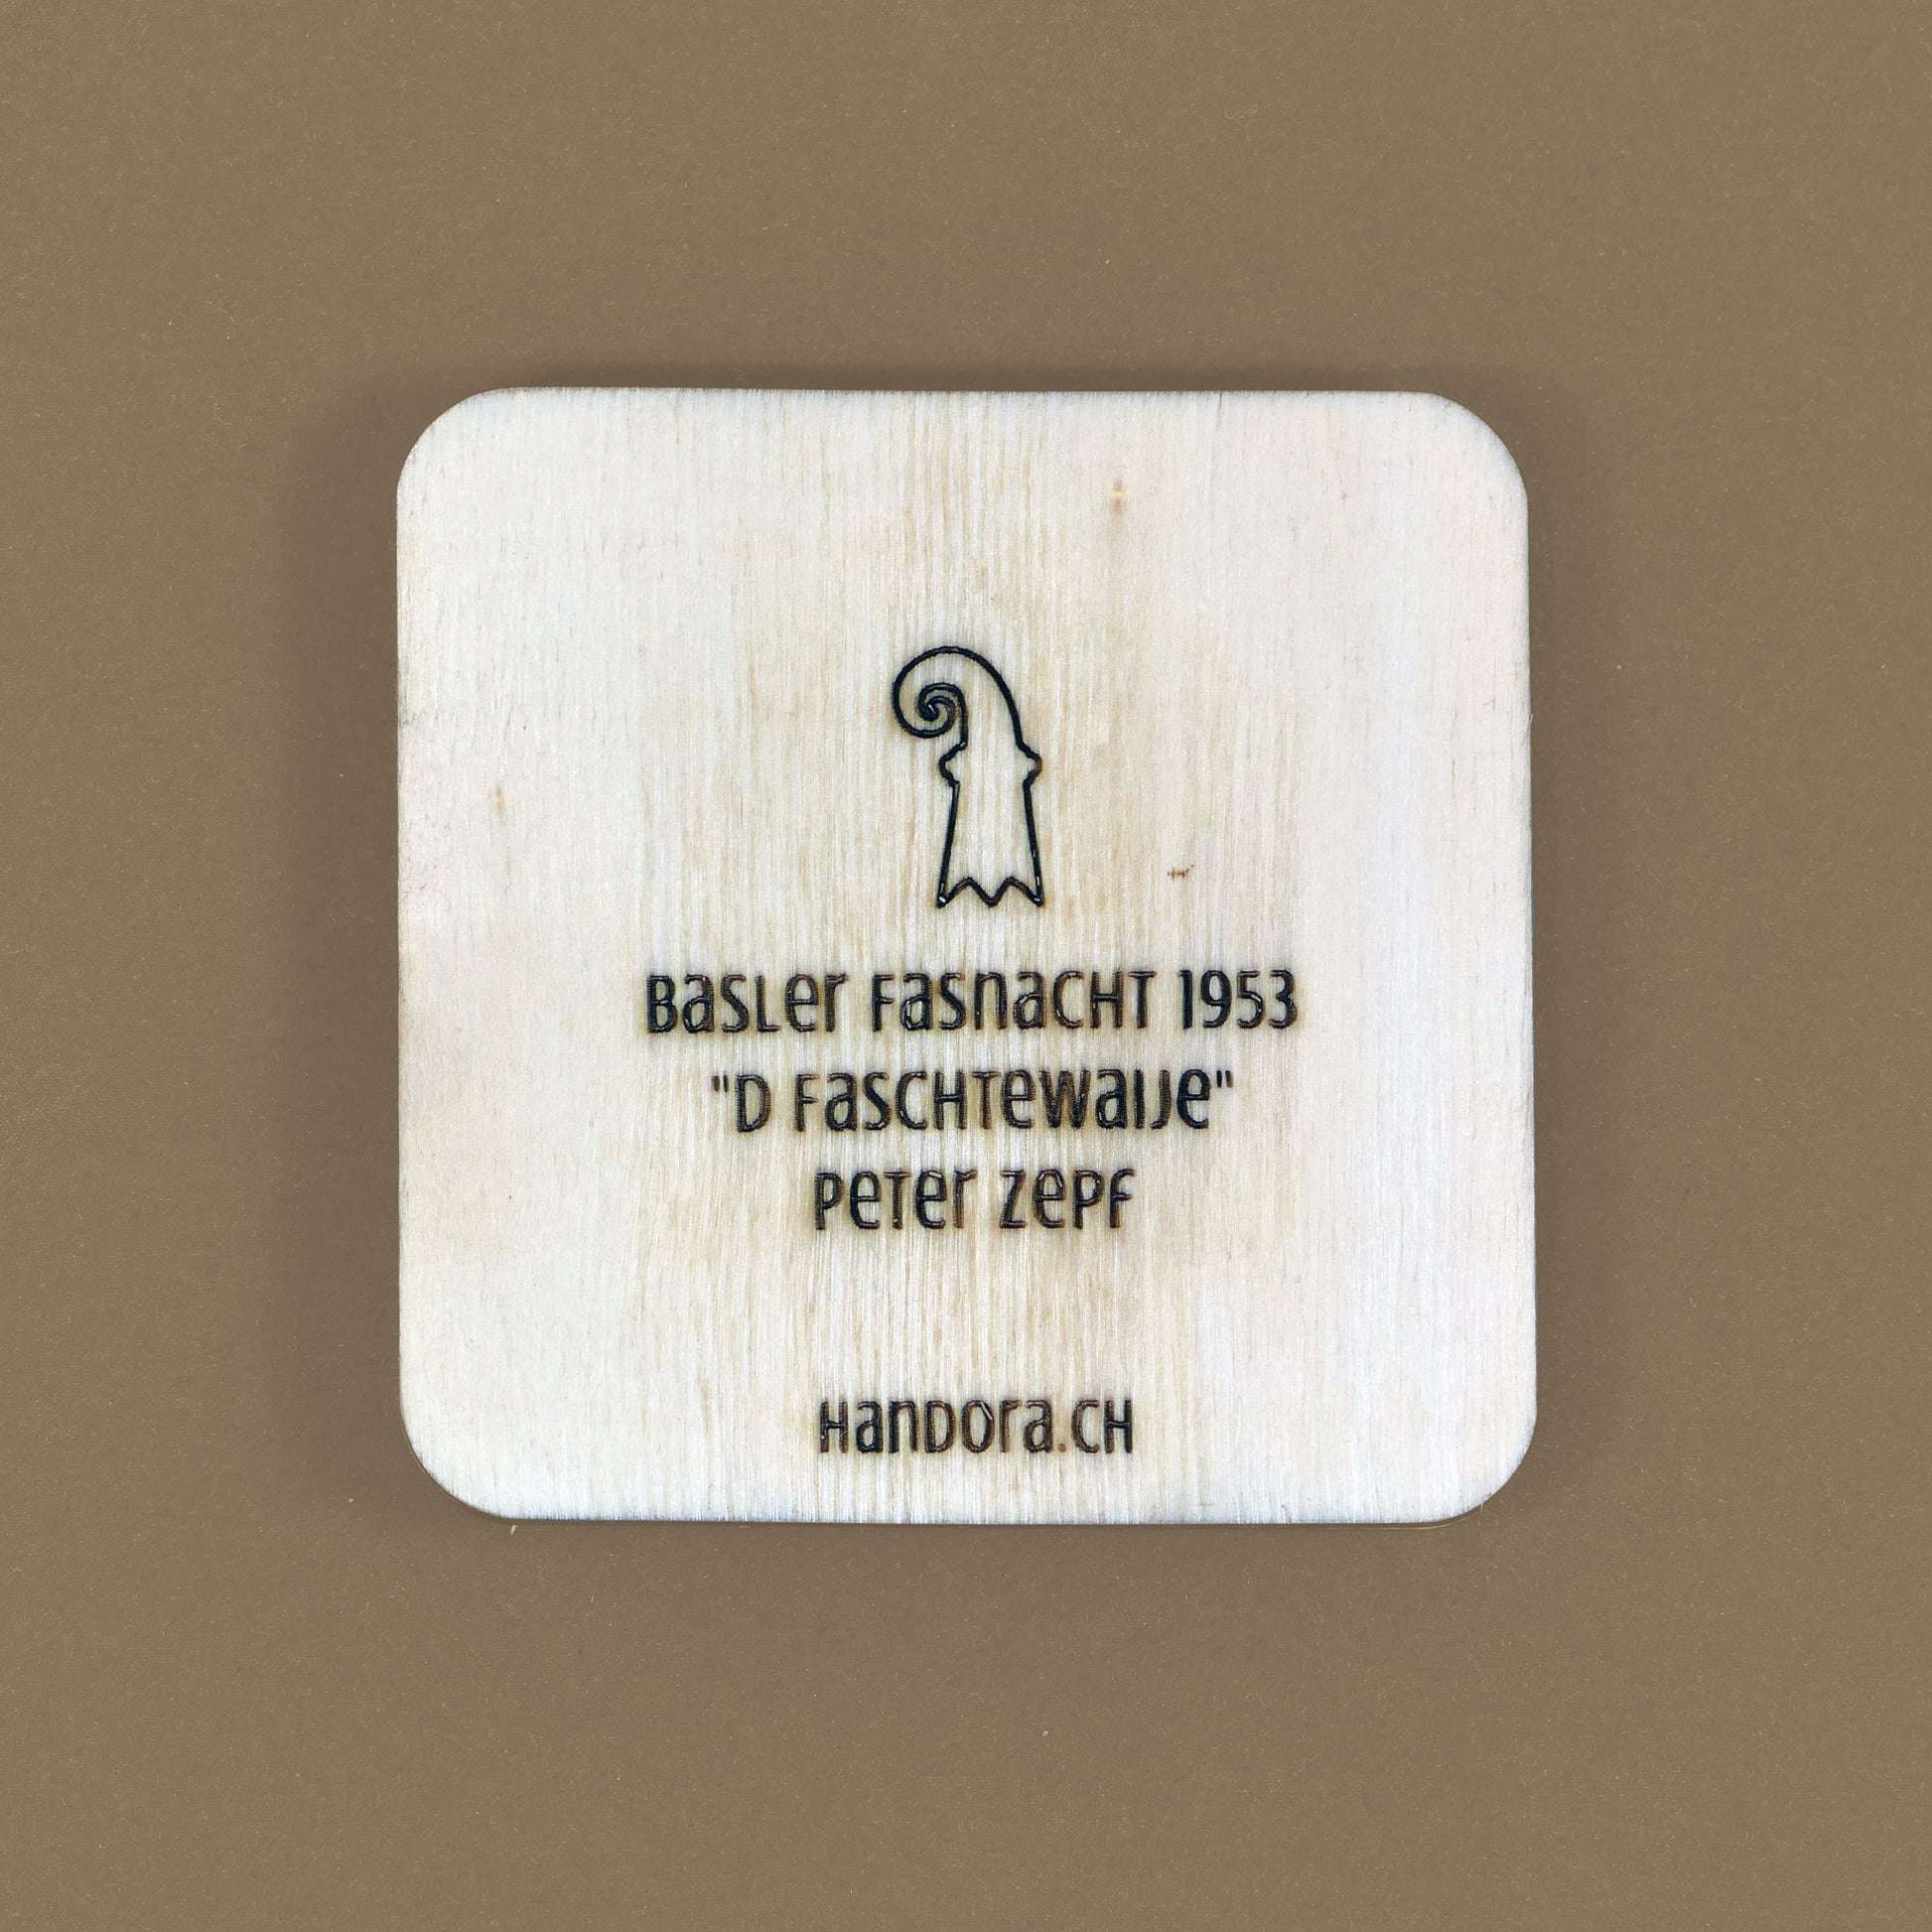 Basler Fasnacht 1953
"D Faschtewaije"
Peter Zepf
Handora.ch